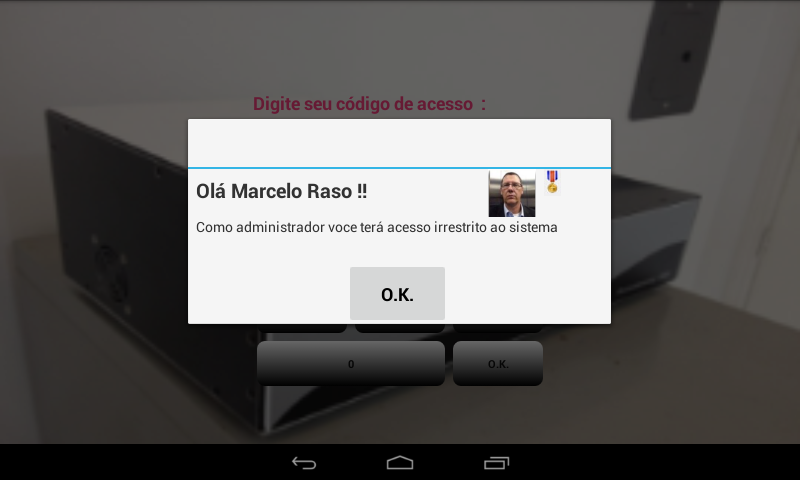 Digite seu código de acesso :
Olá Marcelo Raso !!
Como administrador voce terá acesso irrestrito ao sistema
O.K.
0
O.K.